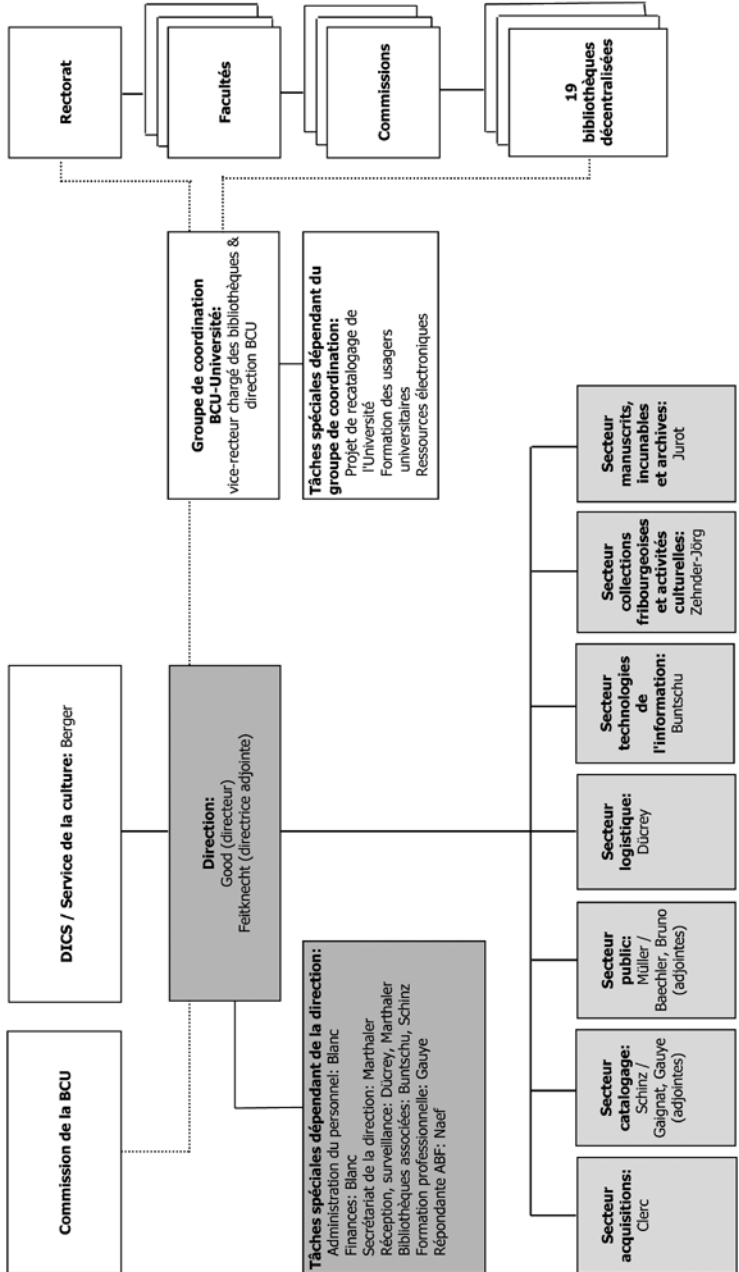 Commission de la BCU
DICS / Service de la culture: Berger
Rectorat
Direction:
Good (directeur)
Feitknecht (directrice adjointe)
Groupe de coordination
BCU-Université:
vice-recteur chargé des bibliothèques &
direction BCU
Facultés
Tâches spéciales dépendant de la direction:
Administration du personnel: Blanc
Finances: Blanc
Secrétariat de la direction: Marthaler
Réception, surveillance: Dücrey, Marthaler
Bibliothèques associées: Buntschu, Schinz
Formation professionnelle: Gauye
Répondante ABF: Naef
Tâches spéciales dépendant du
groupe de coordination:
Projet de recatalogage de
l'Université
Formation des usagers
universitaires
Ressources électroniques
Commissions
19
bibliothèques
décentralisées
Secteur
acquisitions:
Clerc
Secteur
catalogage:
Schinz /
Gaignat, Gauye
(adjointes)
Secteur
public:
Müller /
Baechler, Bruno
(adjointes)
Secteur
logistique:
Dücrey
Secteur
technologies
de
l'information:
Buntschu
Secteur
collections
fribourgeoises
et activités
culturelles:
Zehnder-Jörg
Secteur
manuscrits,
incunables
et archives:
Jurot